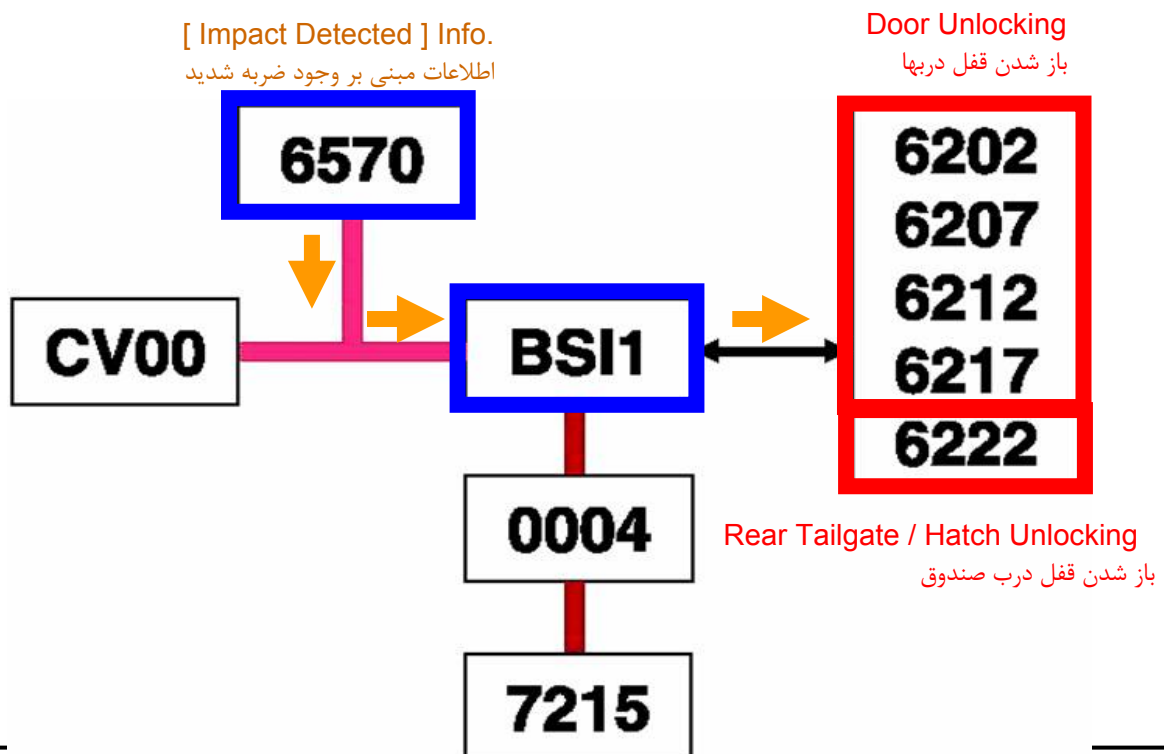 [ Impact Detected ] Info.
اطلاعات مبنی بر وجود ضربه شدید
Door Unlocking
باز شدن قفل دربها
6570
6202
6207
6212
6217
6222
CV00
BSI1
0004
Rear Tailgate / Hatch Unlocking
باز شدن قفل درب صندوق
7215